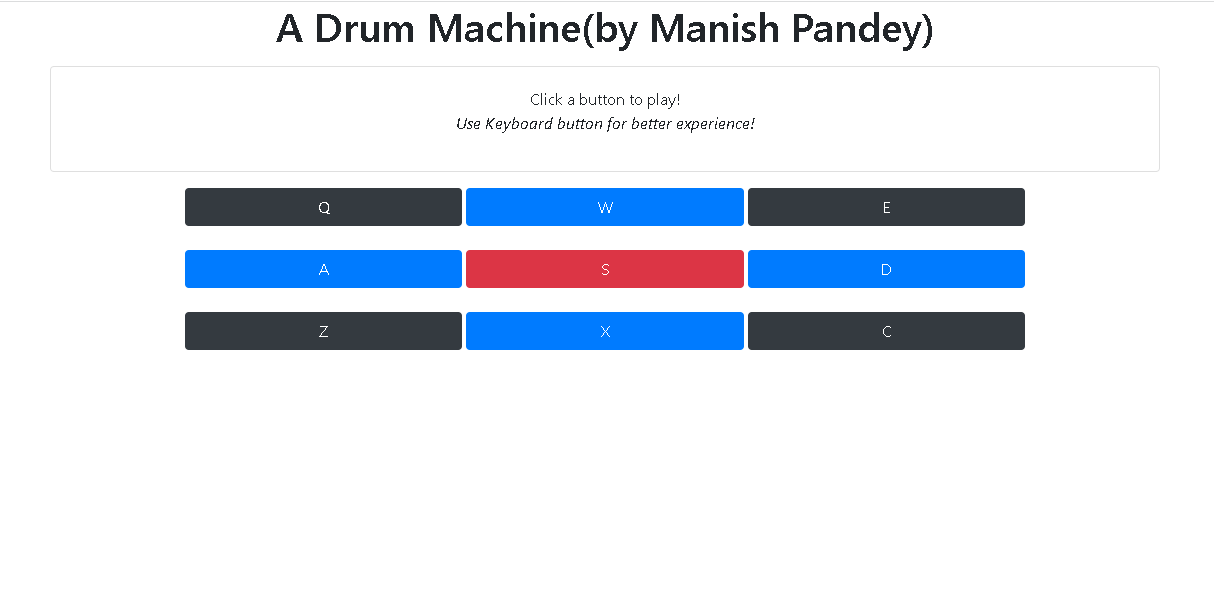 A Drum Machine(by Manish Pandey)
Click a button to play!
Use Keyboard button for better experience!
Q W E
A S D
Z X C